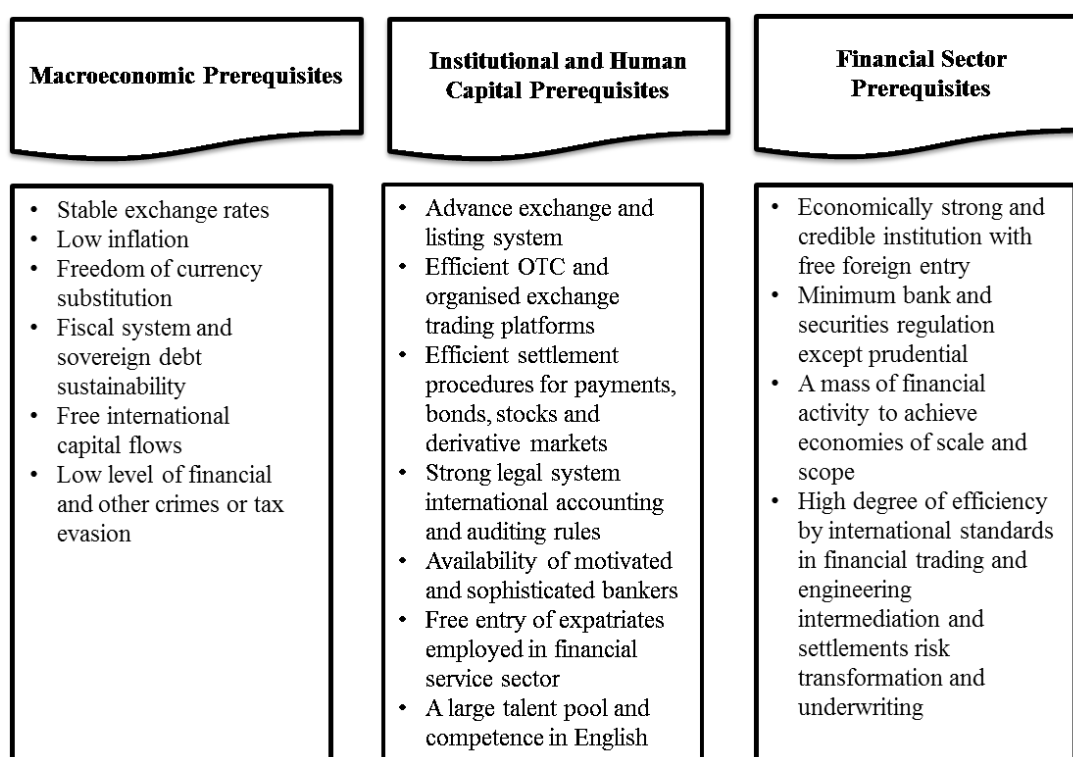 Macroeconomic Prerequisites
• Stable exchange rates
• Low inflation
• Freedom of currency
substitution
• Fiscal system and
sovereign debt
sustainability
• Free international
capital flows
• Low level of financial
and other crimes or tax
evasion
Institutional and Human
Capital Prerequisites
• Advance exchange and
listing system
• Efficient OTC and
organised exchange
trading platforms
• Efficient settlement
procedures for payments,
bonds, stocks and
derivative markets
• Strong legal system
international accounting
and auditing rules
• Availability of motivated
and sophisticated bankers
• Free entry of expatriates
employed in financial
service sector
• A large talent pool and
competence in English
Financial Sector
Prerequisites
• Economically strong and
credible institution with
free foreign entry
• Minimum bank and
securities regulation
except prudential
• A mass of financial
activity to achieve
economies of scale and
scope
• High degree of efficiency
by international standards
in financial trading and
engineering
intermediation and
settlements risk
transformation and
underwriting